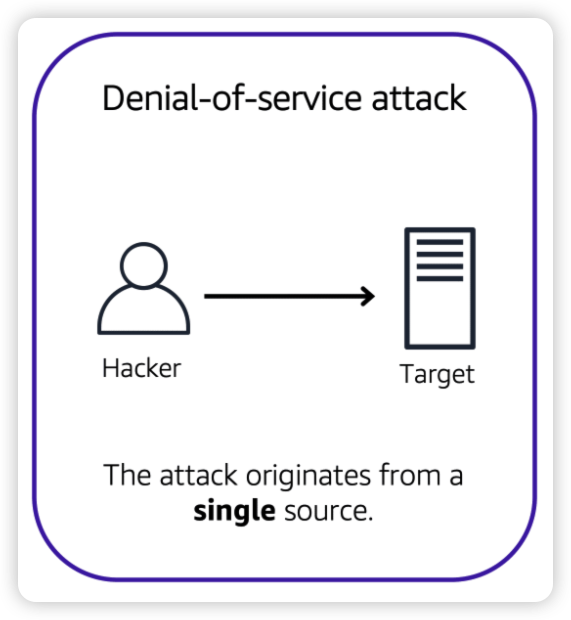 Denial-of-service attack
Hacker
Target
The attack originates from a
single source.